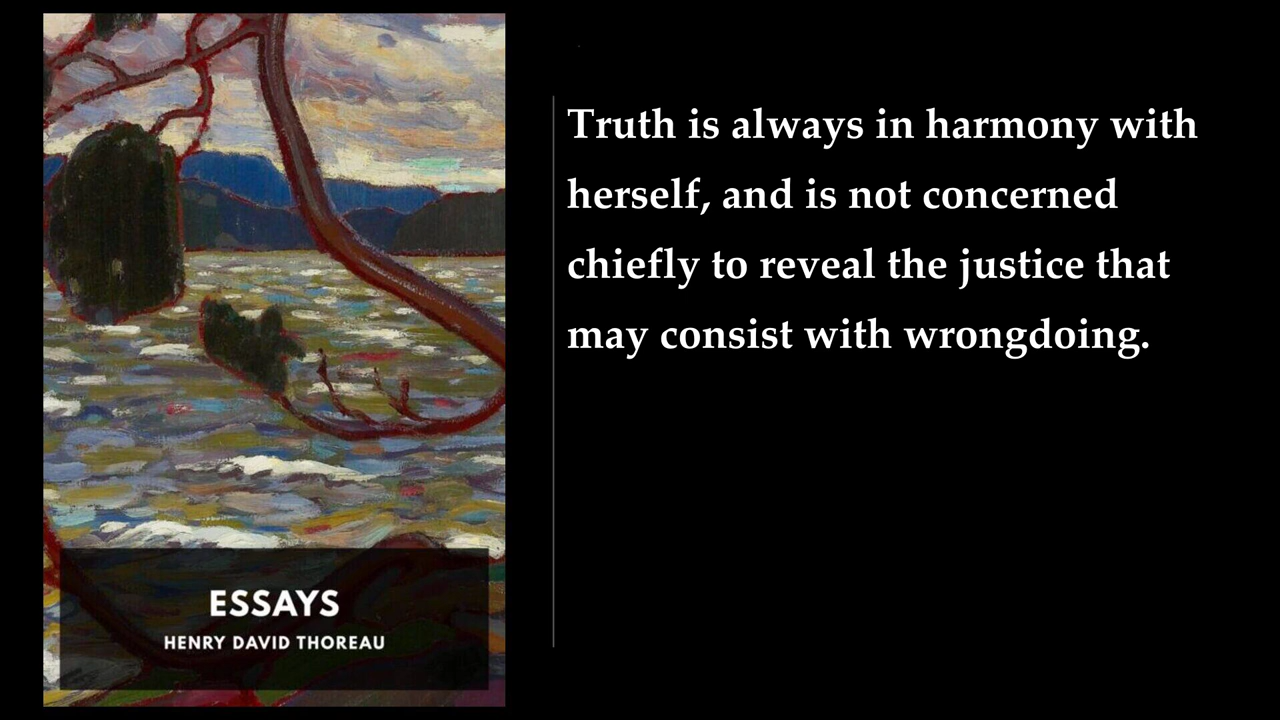 Truth is always in harmony with
herself, and is not concerned
chiefly to reveal the justice that
may consist with wrongdoing.
ESSAYS
HENRY DAVID THOREAU